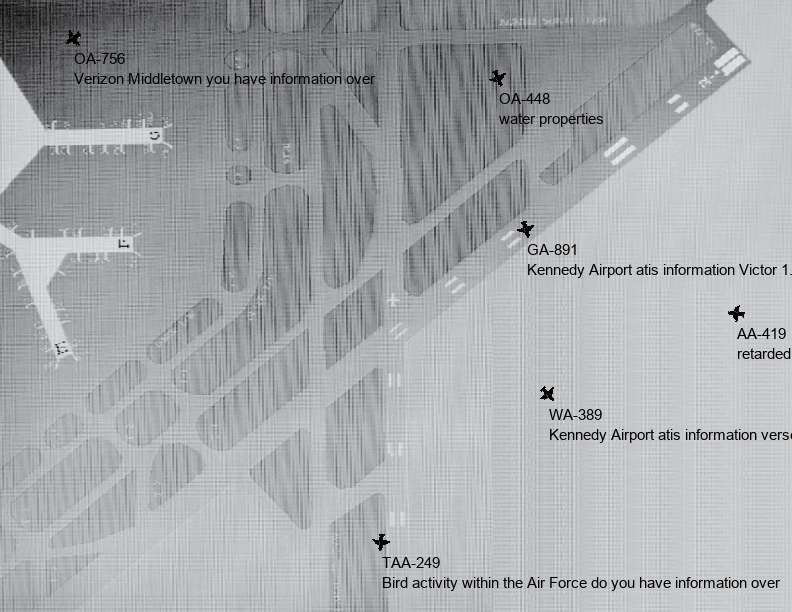 OA-756
Verizon Middletown you have information over
OA-448
water properties
GA-891
Kennedy Airport atis information Victor 1.
AA-419
retarded
WA-389
Kennedy Airport atis information vers
TAA-249
Bird activity within the Air Force do you have information over